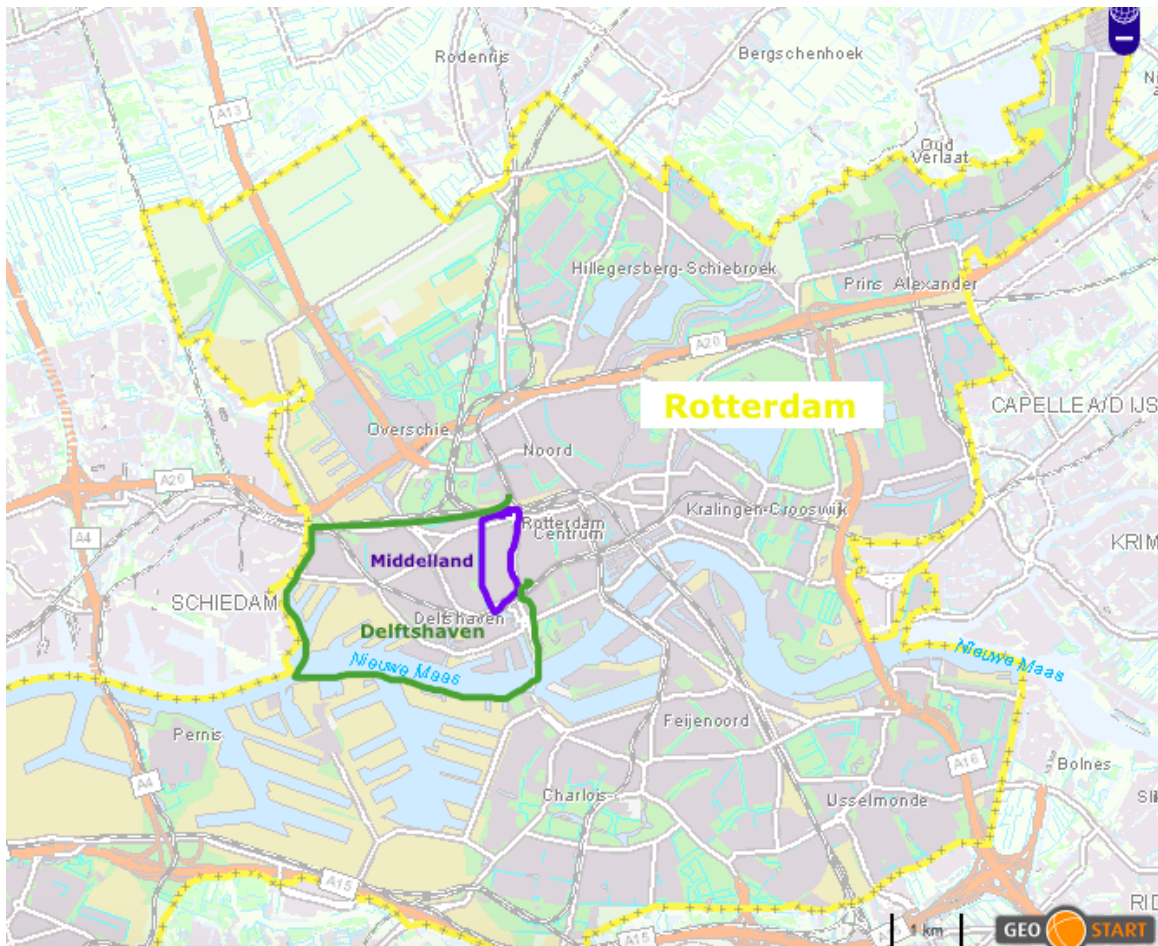 Rodenrijs
Bergschenhoek
A13
Oud
Verlaat
Hillegersberg-Schiebroek
Prins Alexander
A20
Rotterdam
CAPELLE A/D IJS
Overschie
Noord
A20
Kralingen-Crooswijk
Rotterdam
Centrum
A4
KRIM
Middelland
SCHIEDAM
Delfshaven
Delftshaven
Nieuwe Maas
Nieuwe Maas
Pernis
Feijenoord
A16
Bolnes
A4
Charlois
IJsselmonde
A15
RID
A15
1 km
GEO START